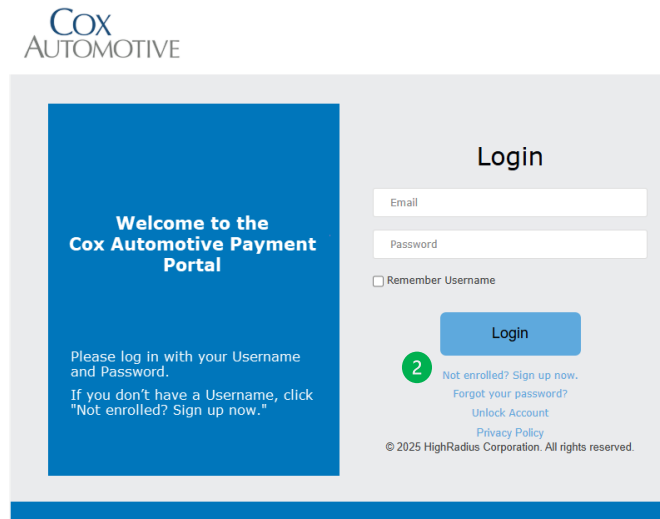 COX
AUTOMOTIVE
Welcome to the
Cox Automotive Payment
Portal
Please log in with your Username
and Password.
If you don't have a Username, click
"Not enrolled? Sign up now."
Login
Email
Password
Remember Username
Login
2
Not enrolled? Sign up now.
Forgot your password?
Unlock Account
Privacy Policy
© 2025 HighRadius Corporation. All rights reserved.